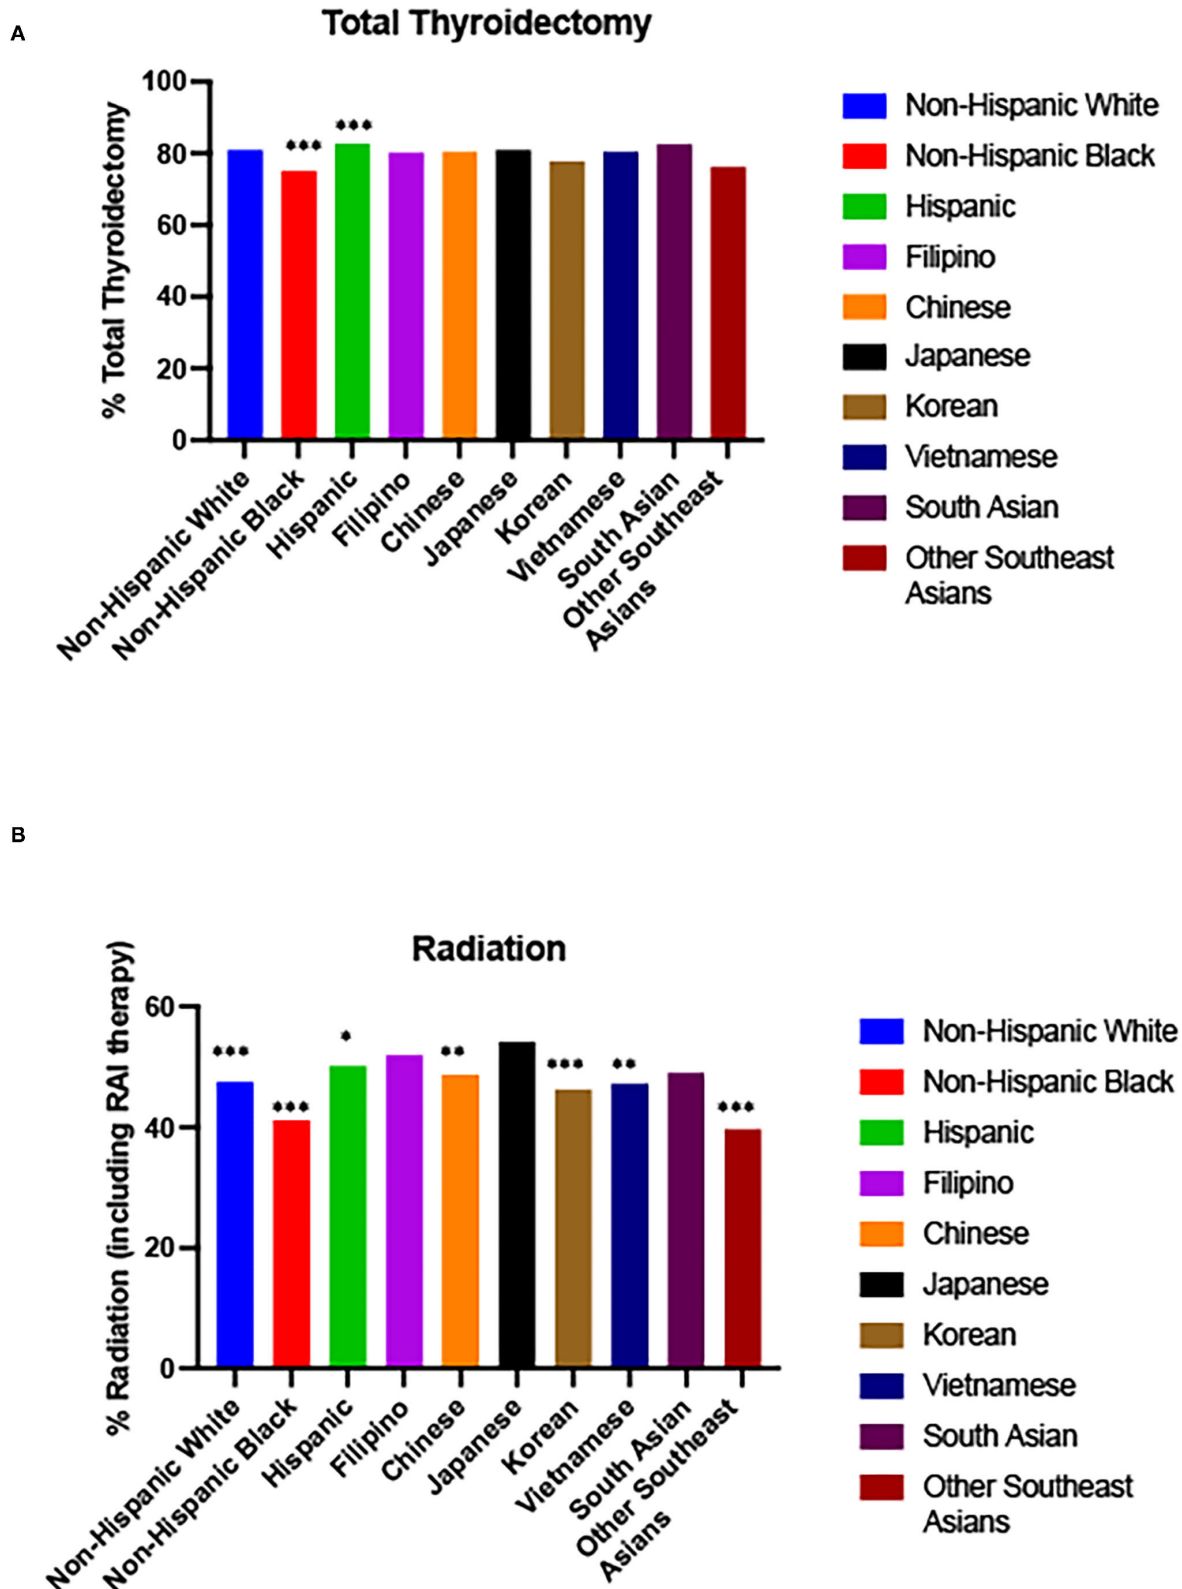 A
Total Thyroidectomy
% Total Thyroidectomy
100
80
60
40
20
0
***
***
Non-Hispanic White
Non-Hispanic Black
Hispanic
Filipino
Chinese
Japanese
Korean
Vietnamese
South Asian
Other Southeast
Asians
Non-Hispanic White
Non-Hispanic Black
Hispanic
Filipino
Chinese
Japanese
Korean
Vietnamese
South Asian
Other Southeast
Asians
B
Radiation
% Radiation (including RAI therapy)
60
40
20
0
***
***
*
**
***
**
***
Non-Hispanic White
Non-Hispanic Black
Hispanic
Filipino
Chinese
Japanese
Korean
Vietnamese
South Asian
Other Southeast
Asians
Non-Hispanic White
Non-Hispanic Black
Hispanic
Filipino
Chinese
Japanese
Korean
Vietnamese
South Asian
Other Southeast
Asians